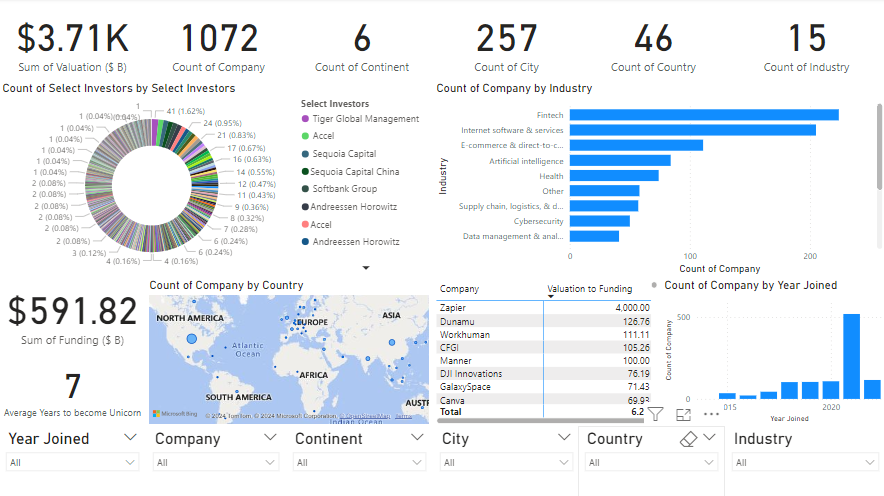 $3.71K
Sum of Valuation ($ B)
1072
Count of Company
6
Count of Continent
257
Count of City
46
Count of Country
15
Count of Industry
Count of Select Investors by Select Investors
1
1 (0.04%)
1 (0.04%)
1 (0.04%)
1 (0.04%)
1 (0.04%)
1 (0.04%)
2 (0.08%)
2 (0.08%)
2 (0.08%)
2 (0.08%)
2 (0.08%)
2 (0.08%)
3 (0.12%)
4 (0.16%)
4 (0.16%)
6 (0.24%)
6 (0.24%)
7 (0.28%)
8 (0.32%)
9 (0.36%)
11 (0.43%)
12 (0.47%)
14 (0.55%)
16 (0.63%)
17 (0.67%)
21 (0.83%)
24 (0.95%)
41 (1.62%)
Select Investors
Tiger Global Management
Accel
Sequoia Capital
Sequoia Capital China
Softbank Group
Andreessen Horowitz
Accel
Andreessen Horowitz
Count of Company by Industry
Industry
Fintech
Internet software & services
E-commerce & direct-to-c...
Artificial intelligence
Health
Other
Supply chain, logistics, & d...
Cybersecurity
Data management & anal...
0
100
200
Count of Company
$591.82
Sum of Funding ($ B)
7
Average Years to become Unicorn
Count of Company by Country
NORTH AMERICA
EUROPE
ASIA
Atlantic
Ocean
AFRICA
SOUTH AMERICA
AUST
Indian Ocean
Microsoft Bing
© 2024 TomTom, © 2024 Microsoft Corporation, © OpenStreetMap Terms
Company Valuation to Funding
Zapier 4,000.00
Dunamu 126.76
Workhuman 111.11
CFGI 105.26
Manner 100.00
DJI Innovations 76.19
GalaxySpace 71.43
Canva 69.93
Total 6.2
Count of Company by Year Joined
Count of Company
500
0
2015
2020
Year Joined
Year Joined
All
Company
All
Continent
All
City
All
Country
All
Industry
All